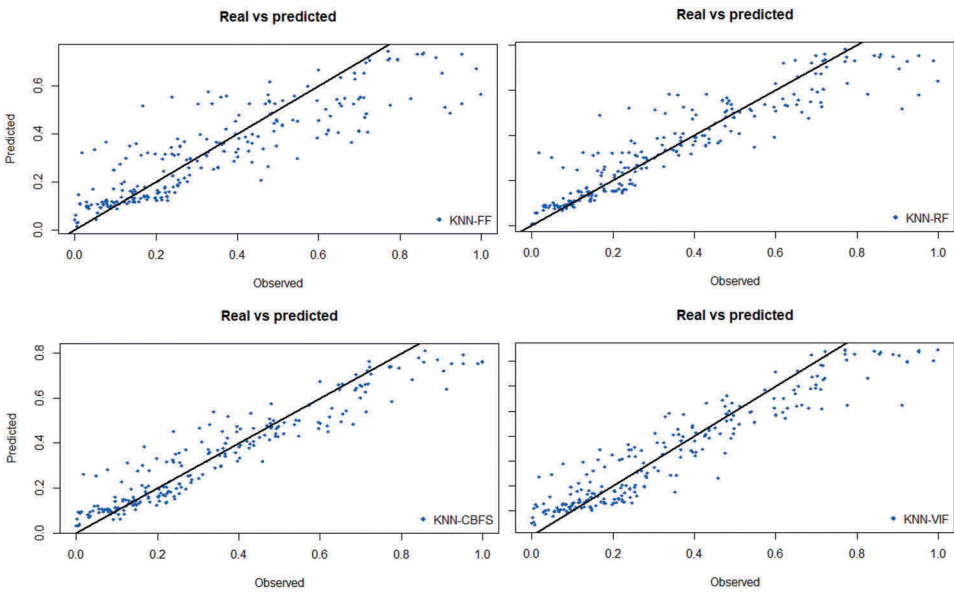 Real vs predicted
Predicted
0.6
0.4
0.2
0.0
KNN-FF
0.0 0.2 0.4 0.6 0.8 1.0
Observed
Real vs predicted
KNN-RF
0.0 0.2 0.4 0.6 0.8 1.0
Observed
Real vs predicted
Predicted
0.8
0.6
0.4
0.2
0.0
KNN-CBFS
0.0 0.2 0.4 0.6 0.8 1.0
Observed
Real vs predicted
KNN-VIF
0.0 0.2 0.4 0.6 0.8 1.0
Observed